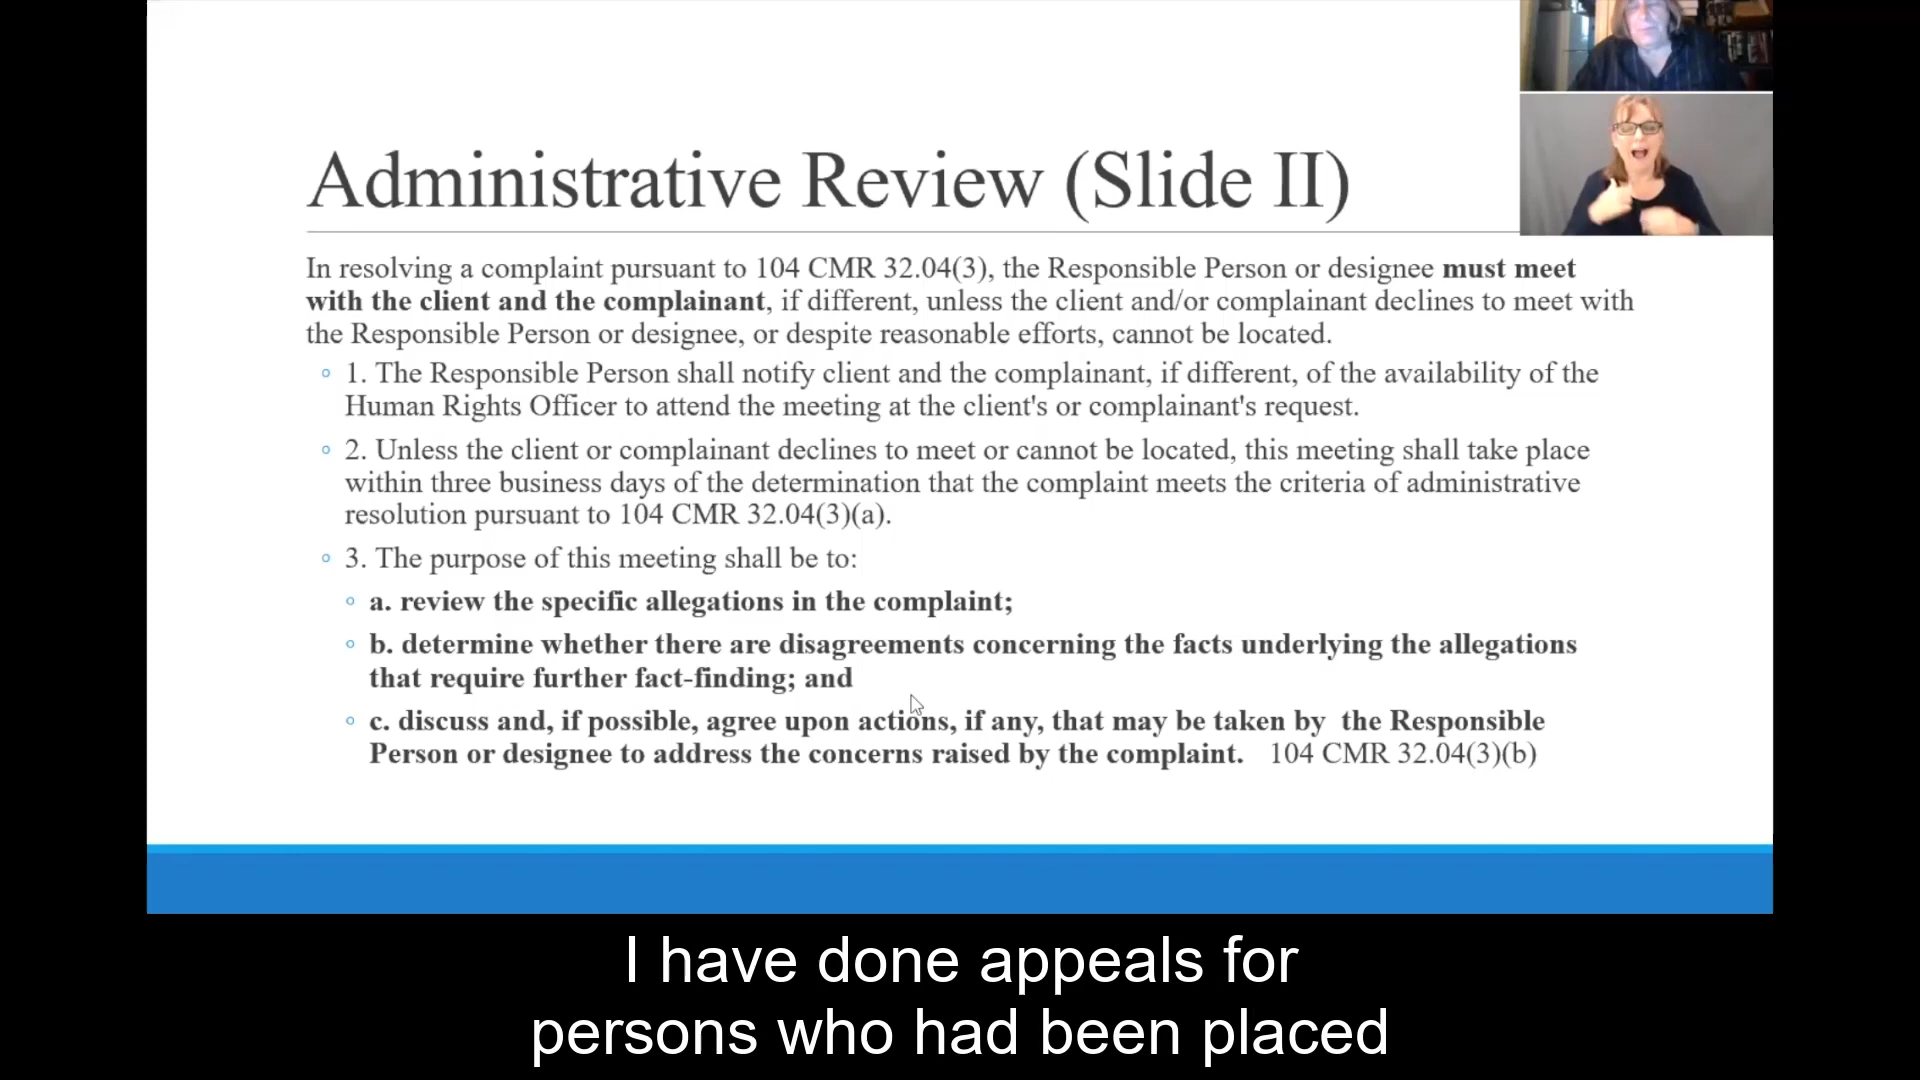 Administrative Review (Slide II)
In resolving a complaint pursuant to 104 CMR 32.04(3), the Responsible Person or designee must meet
with the client and the complainant, if different, unless the client and/or complainant declines to meet with
the Responsible Person or designee, or despite reasonable efforts, cannot be located.
1. The Responsible Person shall notify client and the complainant, if different, of the availability of the
Human Rights Officer to attend the meeting at the client's or complainant's request.
2. Unless the client or complainant declines to meet or cannot be located, this meeting shall take place
within three business days of the determination that the complaint meets the criteria of administrative
resolution pursuant to 104 CMR 32.04(3)(a).
3. The purpose of this meeting shall be to:
a. review the specific allegations in the complaint;
b. determine whether there are disagreements concerning the facts underlying the allegations
that require further fact-finding; and
c. discuss and, if possible, agree upon actions, if any, that may be taken by the Responsible
Person or designee to address the concerns raised by the complaint. 104 CMR 32.04(3)(b)
I have done appeals for
persons who had been placed